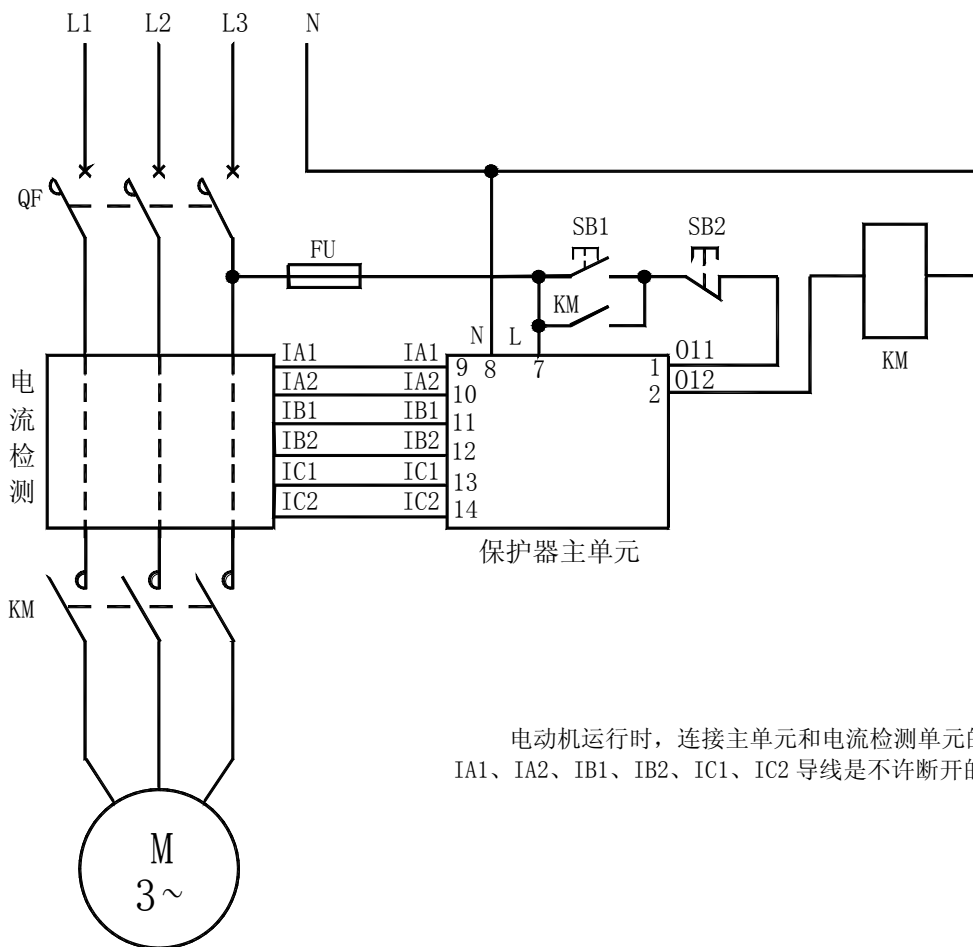 L1 L2 L3 N
QF
FU
SB1 SB2
KM
N L
KM
电流检测
IA1 IA1 9 8 7 1 O11
IA2 IA2 10 2 O12
IB1 IB1 11
IB2 IB2 12
IC1 IC1 13
IC2 IC2 14
保护器主单元
KM
电动机运行时，连接主单元和电流检测单元的
IA1、IA2、IB1、IB2、IC1、IC2 导线是不许断开的
M
3~